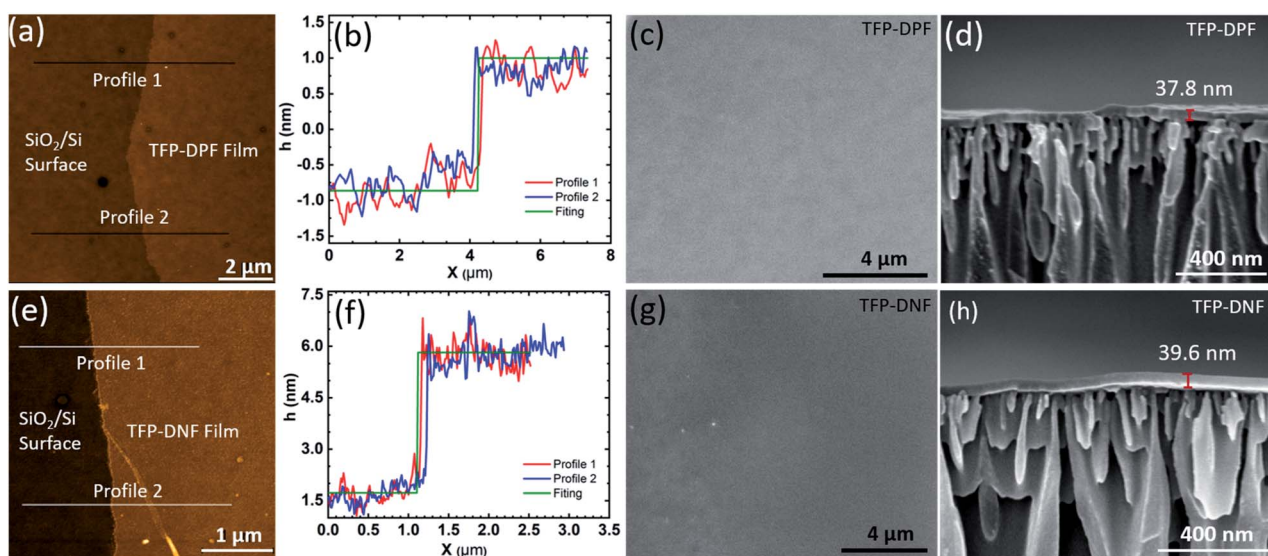 (a)
Profile 1
SiO₂/Si
Surface
TFP-DPF Film
Profile 2
2 μm
(b)
h (nm)
1.5
1.0
0.5
0.0
-0.5
-1.0
-1.5
0 2 4 6 8
X (μm)
Profile 1
Profile 2
Fiting
(c)
TFP-DPF
4 μm
(d)
TFP-DPF
37.8 nm
400 nm
(e)
Profile 1
SiO₂/Si
Surface
TFP-DNF Film
Profile 2
1 μm
(f)
h (nm)
7.5
6.0
4.5
3.0
1.5
0.0 0.5 1.0 1.5 2.0 2.5 3.0 3.5
X (μm)
Profile 1
Profile 2
Fiting
(g)
TFP-DNF
4 μm
(h)
TFP-DNF
39.6 nm
400 nm